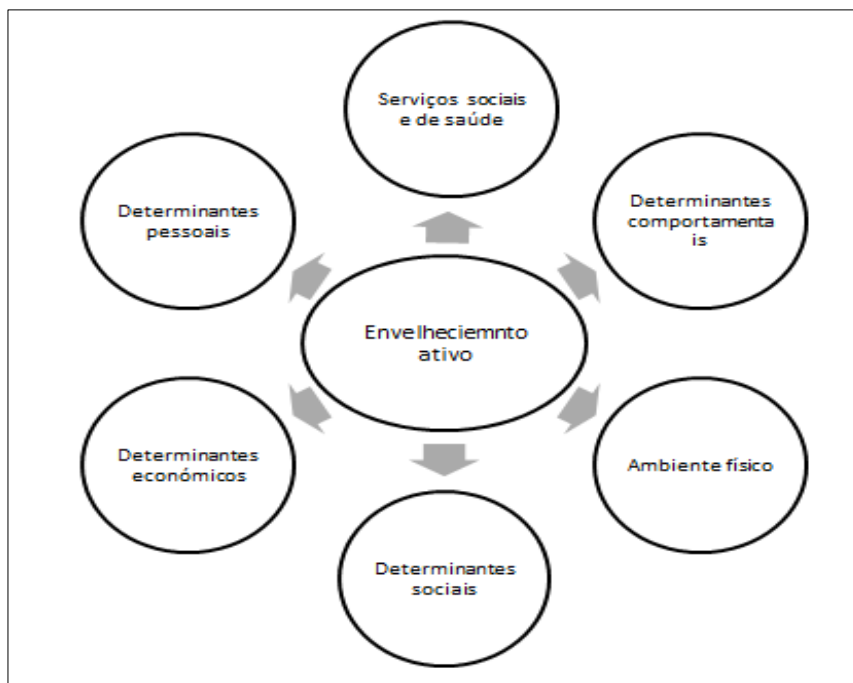 Serviços sociais
e de saúde
Determinantes
pessoais
Determinantes
comportamenta
is
Envelheciemnto
ativo
Determinantes
económicos
Ambiente físico
Determinantes
sociais